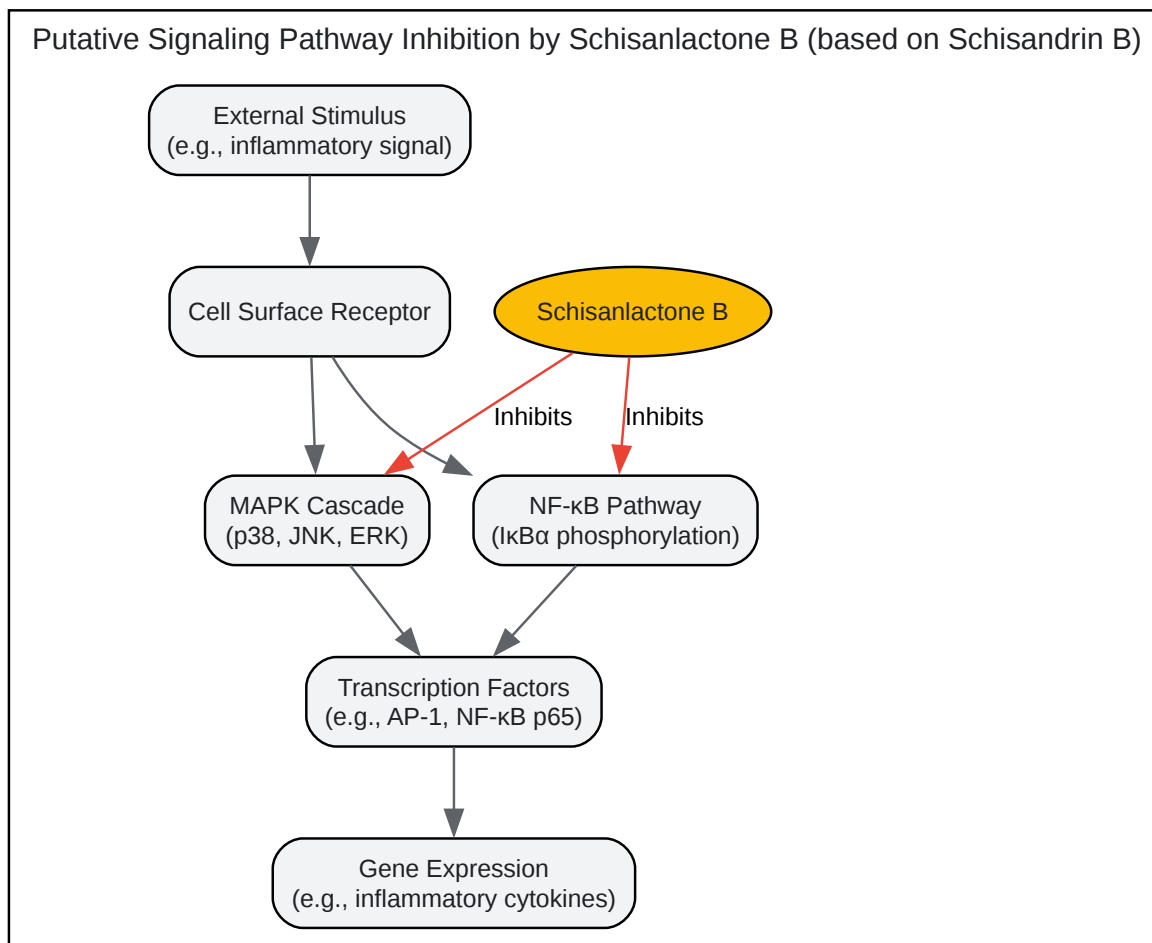 Putative Signaling Pathway Inhibition by Schisanlactone B (based on Schisandrin B)
External Stimulus
(e.g., inflammatory signal)
Cell Surface Receptor
Schisanlactone B
Inhibits
Inhibits
MAPK Cascade
(p38, JNK, ERK)
NF-κB Pathway
(IκBα phosphorylation)
Transcription Factors
(e.g., AP-1, NF-κB p65)
Gene Expression
(e.g., inflammatory cytokines)